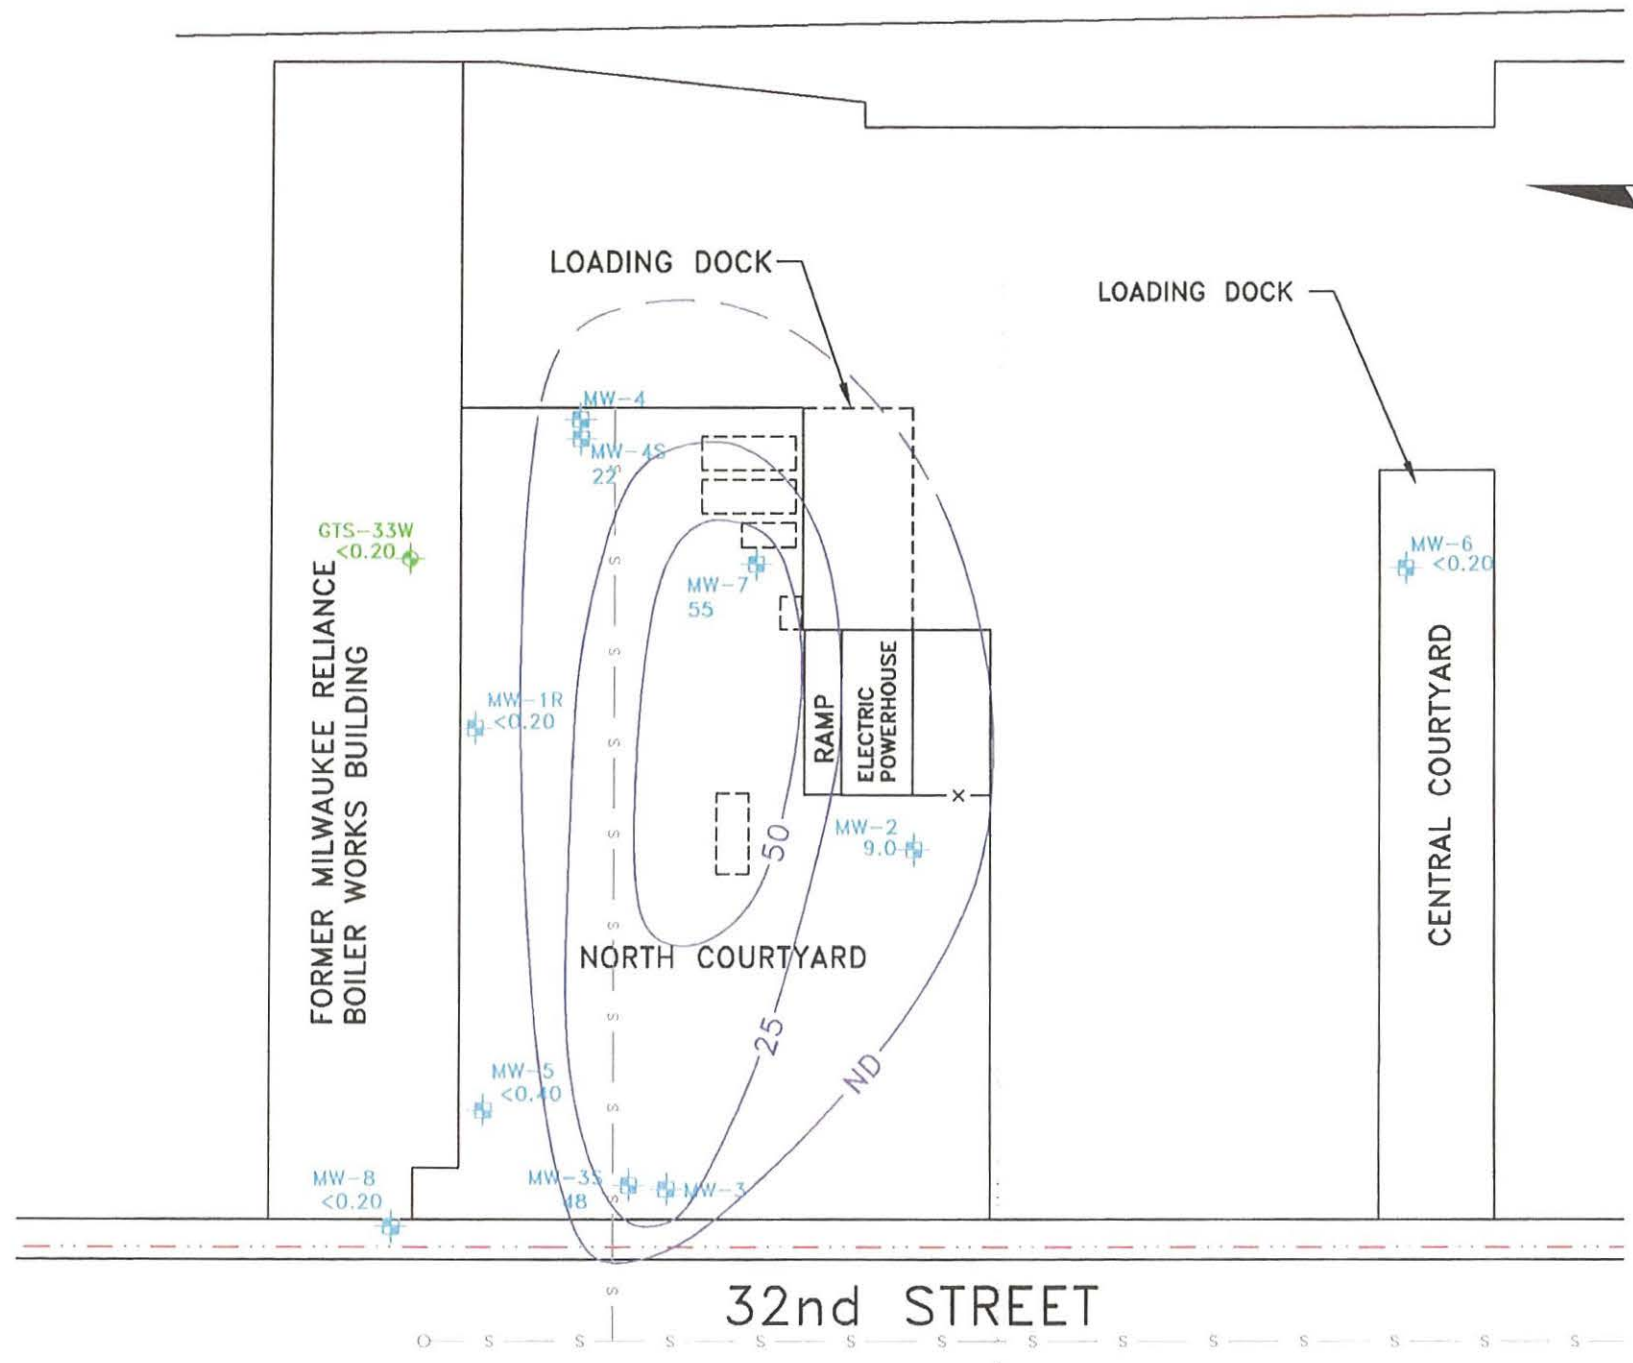 LOADING DOCK
LOADING DOCK
MW-4
MW-4S
22
GTS-33W
<0.20
MW-7
55
MW-6
<0.20
MW-1R
<0.20
FORMER MILWAUKEE RELIANCE
BOILER WORKS BUILDING
RAMP
ELECTRIC
POWERHOUSE
x
CENTRAL COURTYARD
MW-2
9.0
50
NORTH COURTYARD
25
ND
MW-5
<0.40
MW-8
<0.20
MW-3S
48
MW-3
S
S
S
S
S
S
S
S
S
S
32nd STREET
S S S S S S S S S S S S S